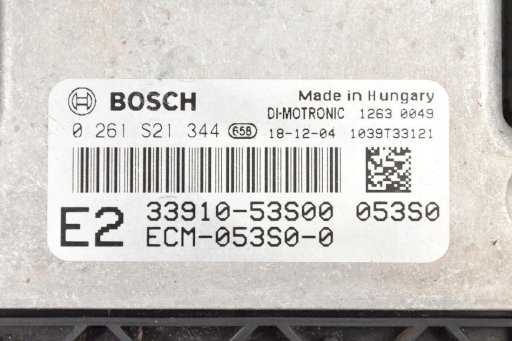 BOSCH Made in Hungary
DI-MOTRONIC 1263 0049
0 261 S21 344 658 18-12-04 1039T33121
E2 33910-53S00 053S0
ECM-053S0-0